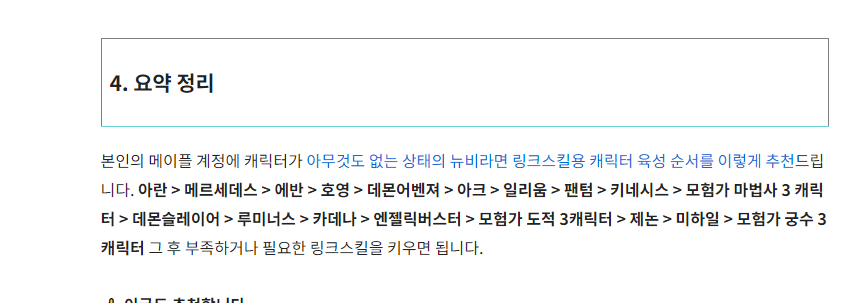 4. 요약 정리
본인의 메이플 계정에 캐릭터가 아무것도 없는 상태의 뉴비라면 링크스킬용 캐릭터 육성 순서를 이렇게 추천드립
니다. 아란 > 메르세데스 > 에반 > 호영 > 데몬어벤져 > 아크 > 일리움 > 팬텀 > 키네시스 > 모험가 마법사 3 캐릭
터 > 데몬슬레이어 > 루미너스 > 카데나 > 엔젤릭버스터 > 모험가 도적 3캐릭터 > 제논 > 미하일 > 모험가 궁수 3
캐릭터 그 후 부족하거나 필요한 링크스킬을 키우면 됩니다.